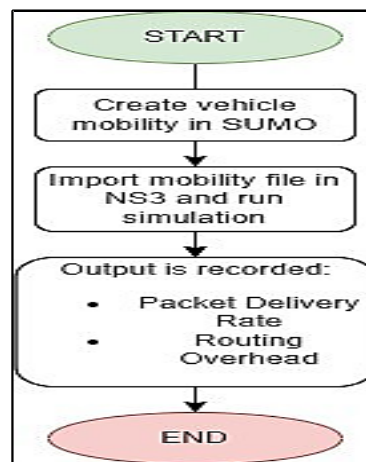 START
Create vehicle
mobility in SUMO
Import mobility file in
NS3 and run
simulation
Output is recorded:
• Packet Delivery
Rate
• Routing
Overhead
END